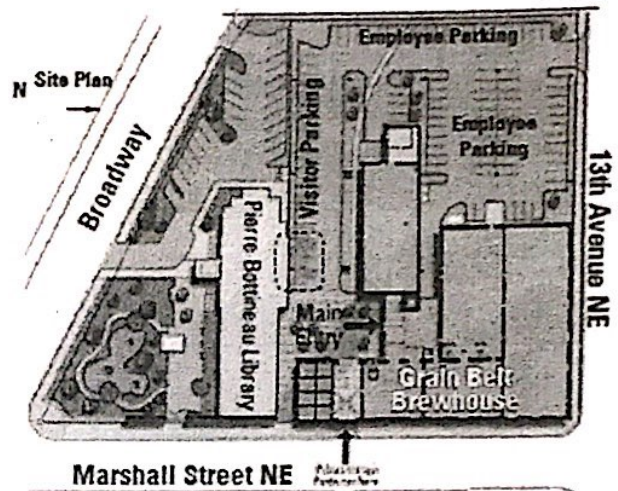 Employee Parking
N Site Plan
Broadway
Visitor Parking
Employee
Parking
13th Avenue NE
Pierre Bottineau Library
Main
Grain Belt
Brewhouse
Marshall Street NE